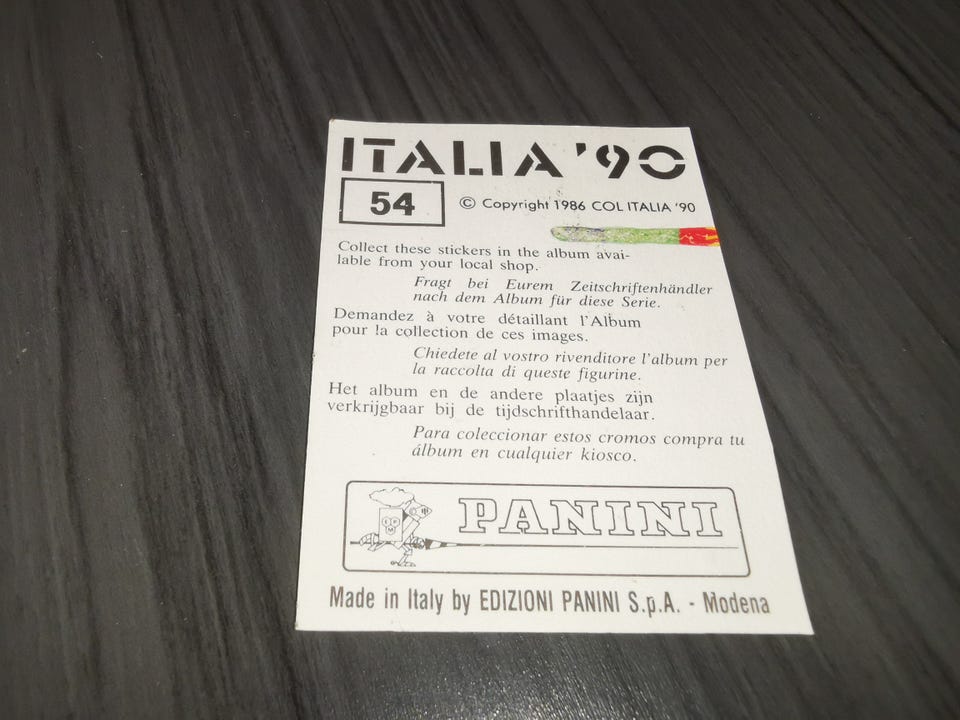 ITALIA '90
54
© Copyright 1986 COL ITALIA '90
Collect these stickers in the album avai-
lable from your local shop.
Fragt bei Eurem Zeitschriftenhändler
nach dem Album für diese Serie.
Demandez à votre détaillant l'Album
pour la collection de ces images.
Chiedete al vostro rivenditore l'album per
la raccolta di queste figurine.
Het album en de andere plaatjes zijn
verkrijgbaar bij de tijdschrifthandelaar.
Para coleccionar estos cromos compra tu
álbum en cualquier kiosco.
PANINI
Made in Italy by EDIZIONI PANINI S.p.A. - Modena